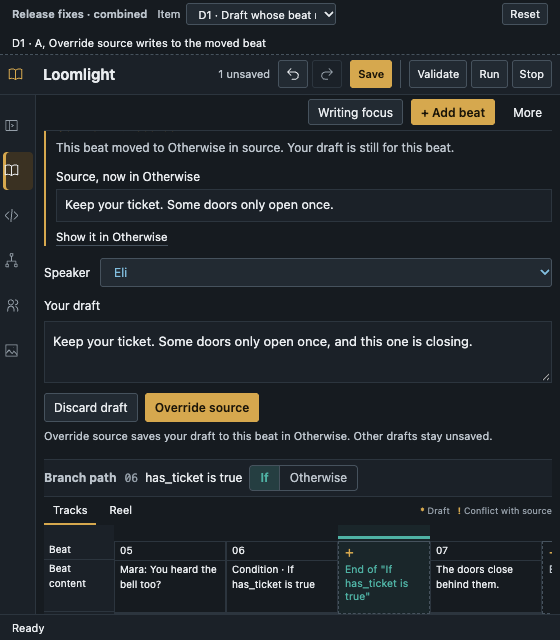 Release fixes · combined Item D1 · Draft whose beat Reset
D1 · A, Override source writes to the moved beat
Loomlight 1 unsaved Save Validate Run Stop
Writing focus + Add beat More
This beat moved to Otherwise in source. Your draft is still for this beat.
Source, now in Otherwise
Keep your ticket. Some doors only open once.
Show it in Otherwise
Speaker Eli
Your draft
Keep your ticket. Some doors only open once, and this one is closing.
Discard draft Override source
Override source saves your draft to this beat in Otherwise. Other drafts stay unsaved.
Branch path 06 has_ticket is true If Otherwise
Tracks Reel * Draft ! Conflict with source
Beat 05 06 + 07
Beat content
Mara: You heard the bell too?
Condition · If has_ticket is true
End of "If has_ticket is true"
The doors close behind them.
Ready